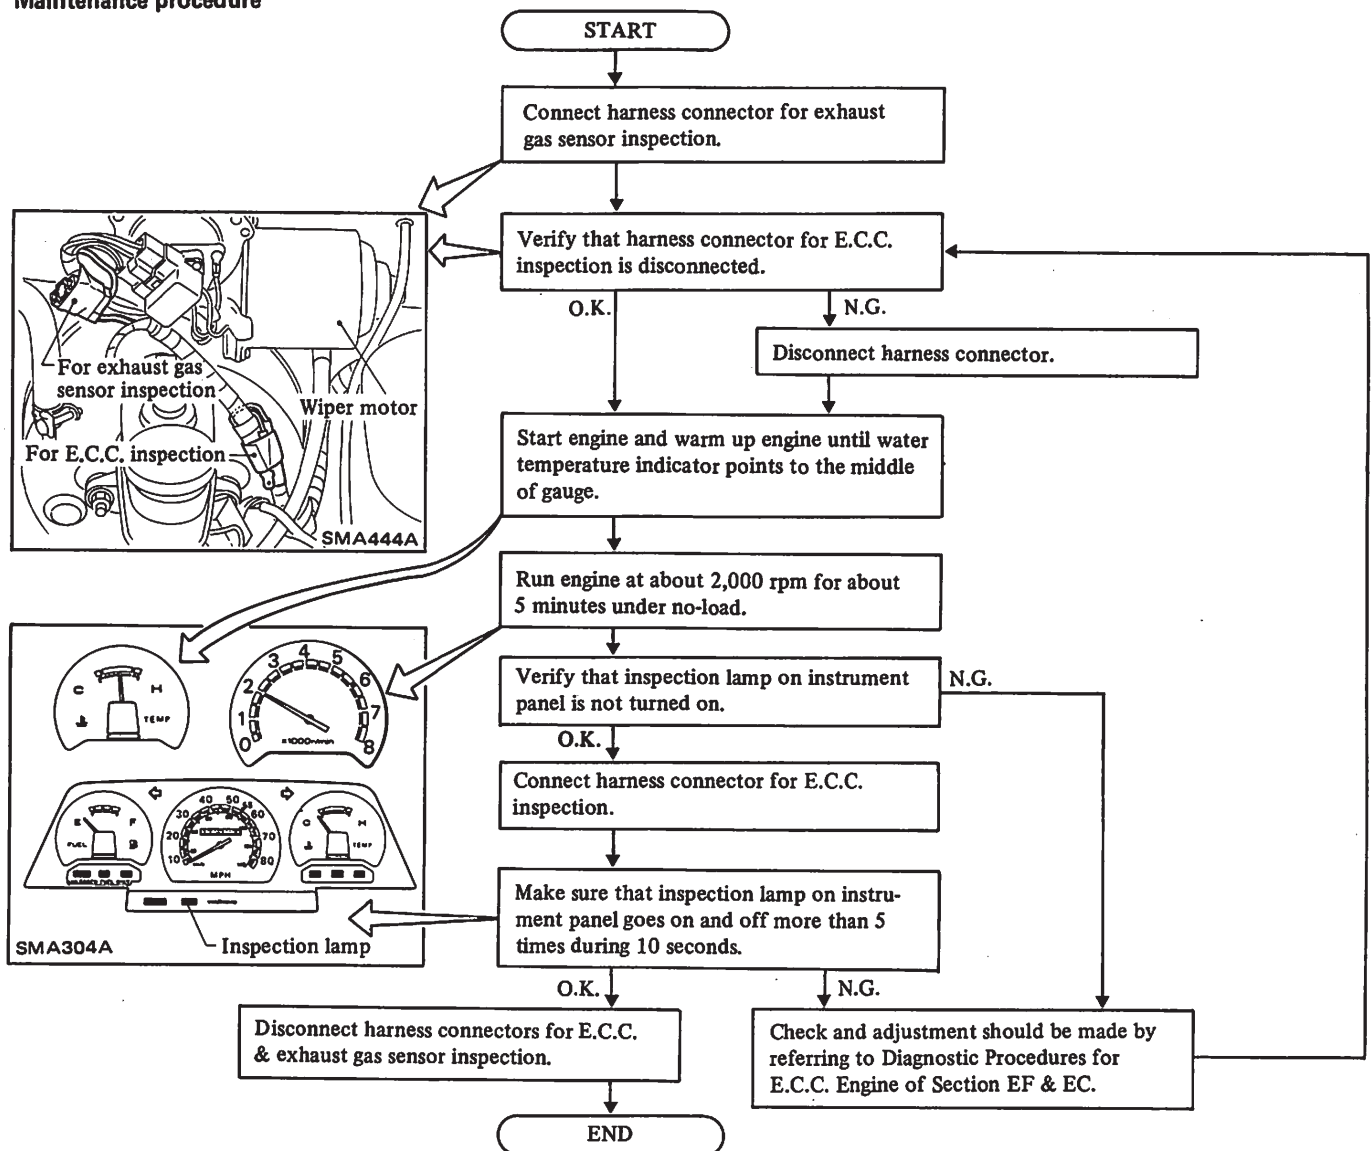 Maintenance procedure
START
Connect harness connector for exhaust
gas sensor inspection.
Verify that harness connector for E.C.C.
inspection is disconnected.
O.K.
N.G.
Disconnect harness connector.
For exhaust gas
sensor inspection
Wiper motor
For E.C.C. inspection
SMA444A
Start engine and warm up engine until water
temperature indicator points to the middle
of gauge.
Run engine at about 2,000 rpm for about
5 minutes under no-load.
Verify that inspection lamp on instrument
panel is not turned on.
N.G.
O.K.
Connect harness connector for E.C.C.
inspection.
Make sure that inspection lamp on instru-
ment panel goes on and off more than 5
times during 10 seconds.
C H
TEMP
0 1 2 3 4 5 6 7 8
x1000r/min
E F
FUEL
10 20 30 40 50 55 60 70 80
MPH
C H
TEMP
SMA304A
Inspection lamp
O.K.
N.G.
Disconnect harness connectors for E.C.C.
& exhaust gas sensor inspection.
Check and adjustment should be made by
referring to Diagnostic Procedures for
E.C.C. Engine of Section EF & EC.
END